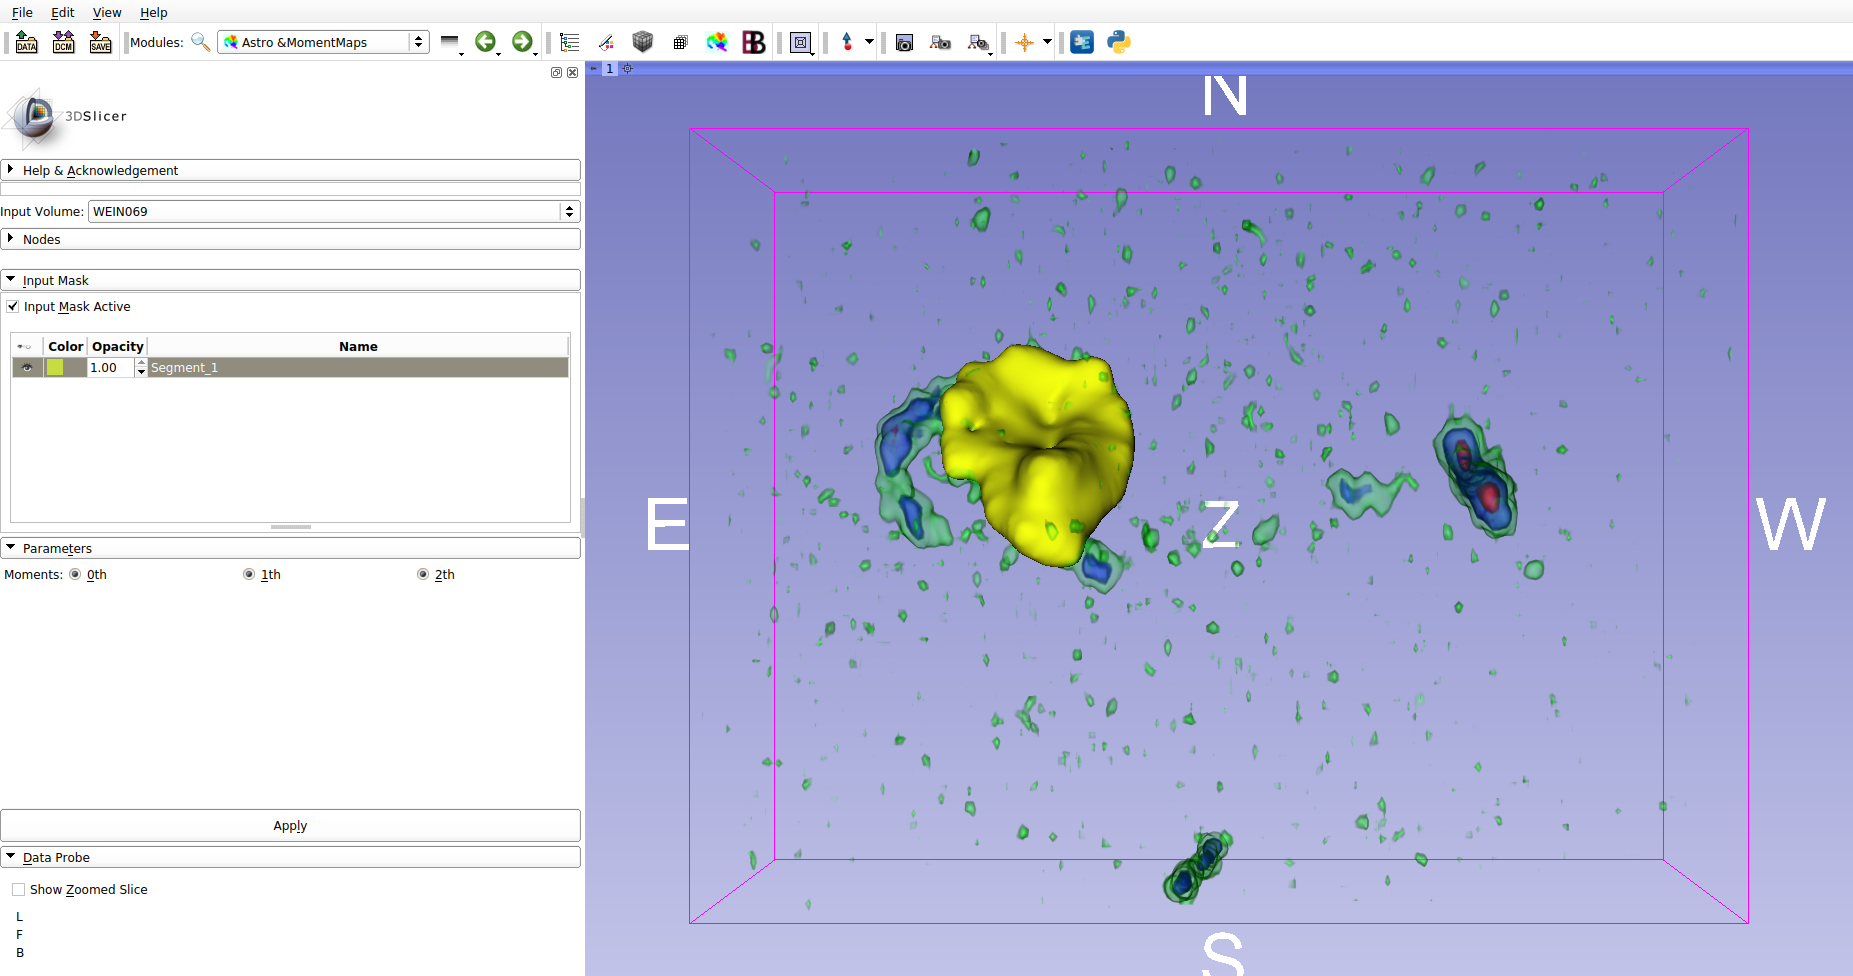 File Edit View Help
DATA DCM SAVE Modules: Astro &MomentMaps
1
3DSlicer
Help & Acknowledgement
Input Volume: WEIN069
Nodes
Input Mask
Input Mask Active
Color Opacity Name
1.00 Segment_1
Parameters
Moments: 0th 1th 2th
Apply
Data Probe
Show Zoomed Slice
L
F
B
N
E
Z
W
S